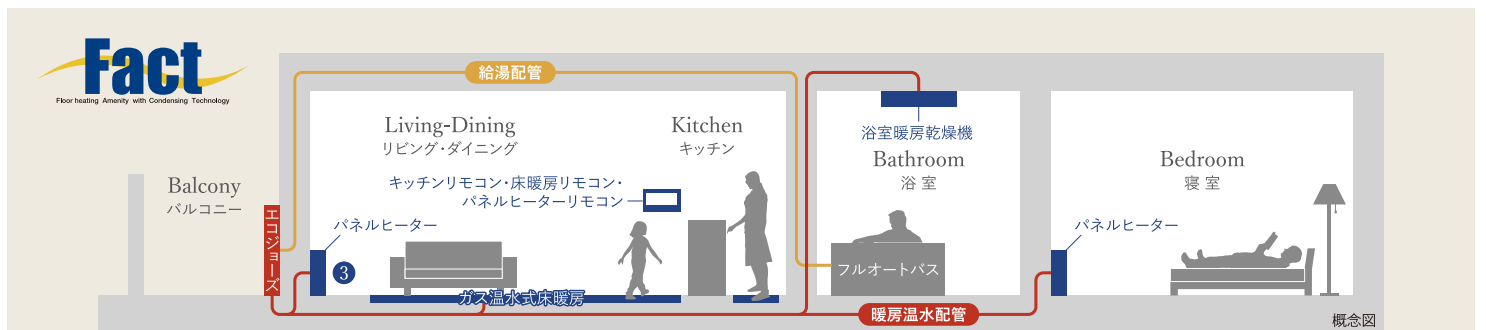 Fact
Floor heating Amenity with Condensing Technology
給湯配管
Living-Dining
リビング・ダイニング
Kitchen
キッチン
浴室暖房乾燥機
Bathroom
浴室
Bedroom
寝室
Balcony
バルコニー
キッチンリモコン・床暖房リモコン・
パネルヒーターリモコン
エコジョーズ
パネルヒーター
3
パネルヒーター
フルオートバス
ガス温水式床暖房
暖房温水配管
概念図